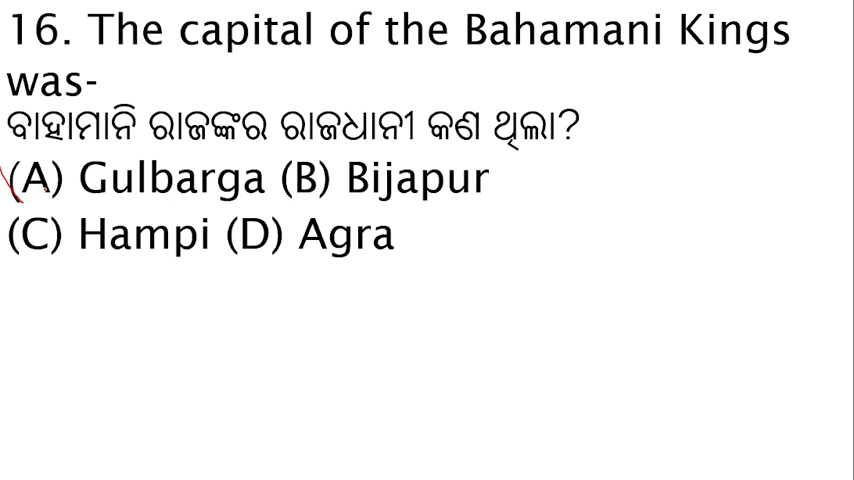 16. The capital of the Bahamani Kings
was-
ବାହାମାନି ରାଜଙ୍କର ରାଜଧାନୀ କଣ ଥିଲା?
(A) Gulbarga (B) Bijapur
(C) Hampi (D) Agra